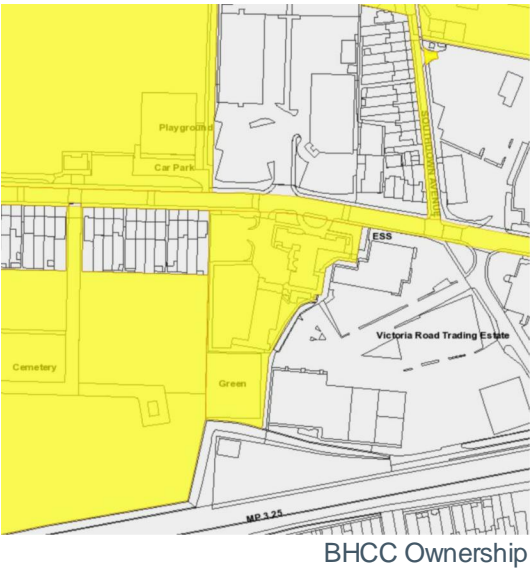 Playground
Car Park
SOUTHDOWN AVENUE
ESS
Victoria Road Trading Estate
Cemetery
Green
MP 3.25
BHCC Ownership